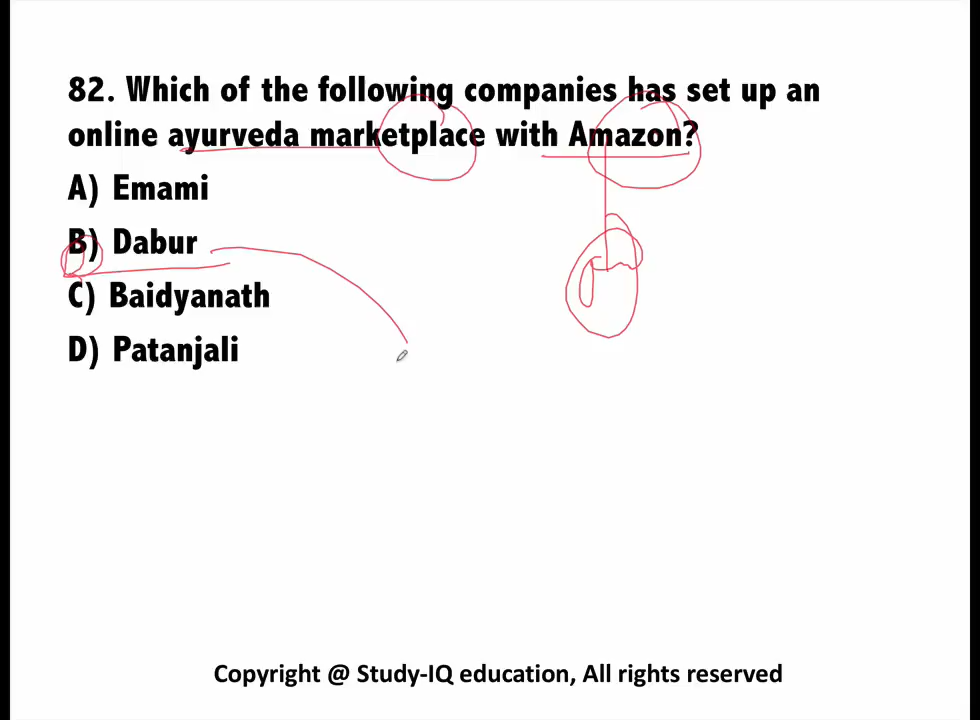 82. Which of the following companies has set up an
online ayurveda marketplace with Amazon?
A) Emami
B) Dabur
C) Baidyanath
D) Patanjali
Copyright @ Study-IQ education, All rights reserved